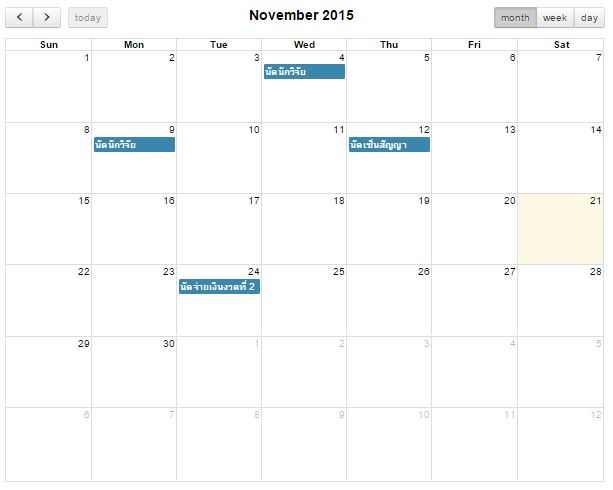 < > today November 2015 month week day
Sun Mon Tue Wed Thu Fri Sat
1 2 3 4 5 6 7
นัดนักวิจัย
8 9 10 11 12 13 14
นัดนักวิจัย นัดเซ็นสัญญา
15 16 17 18 19 20 21
22 23 24 25 26 27 28
นัดจ่ายเงินงวดที่ 2
29 30 1 2 3 4 5
6 7 8 9 10 11 12